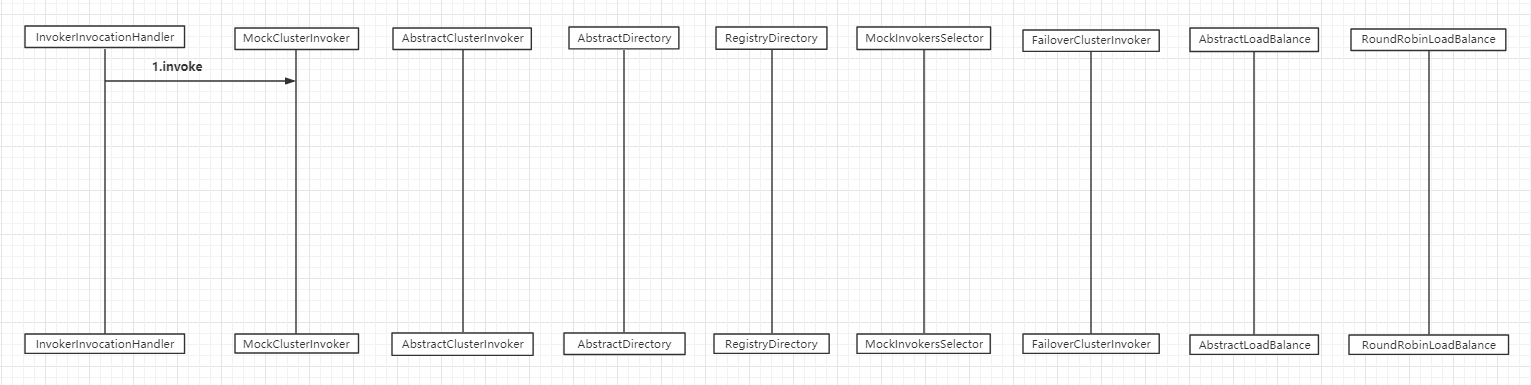 InvokerInvocationHandler
MockClusterInvoker
AbstractClusterInvoker
AbstractDirectory
RegistryDirectory
MockInvokersSelector
FailoverClusterInvoker
AbstractLoadBalance
RoundRobinLoadBalance
1.invoke
InvokerInvocationHandler
MockClusterInvoker
AbstractClusterInvoker
AbstractDirectory
RegistryDirectory
MockInvokersSelector
FailoverClusterInvoker
AbstractLoadBalance
RoundRobinLoadBalance